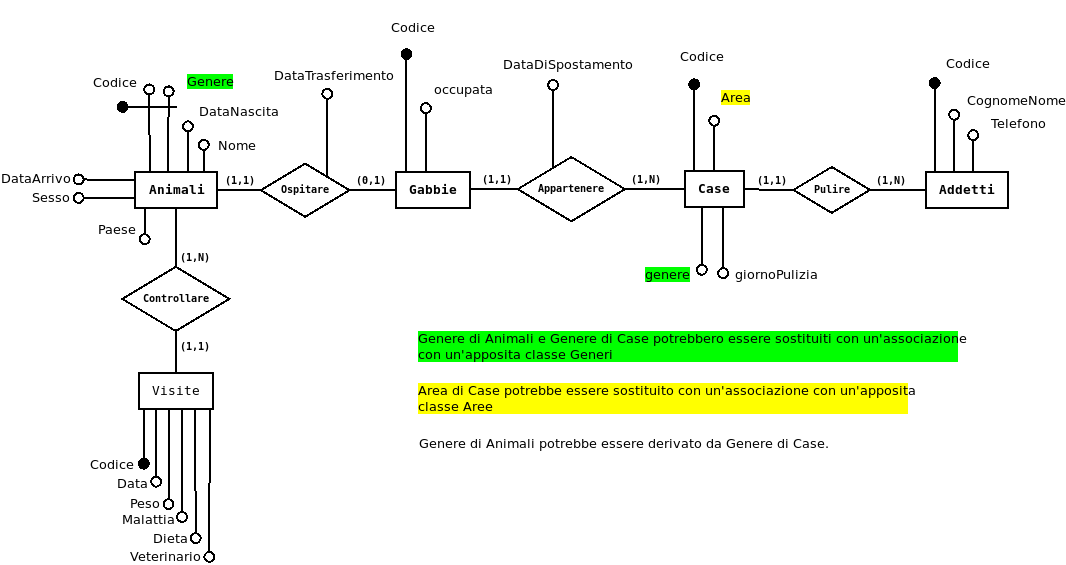 Codice
Codice
Codice
DataDiSpostamento
Codice
DataTrasferimento
Genere
Codice
occupata
Area
CognomeNome
DataNascita
Telefono
Nome
DataArrivo
Sesso
Animali
(1,1)
Ospitare
(0,1)
Gabbie
(1,1)
Appartenere
(1,N)
Case
(1,1)
Pulire
(1,N)
Addetti
Paese
(1,N)
genere
giornoPulizia
Controllare
(1,1)
Genere di Animali e Genere di Case potrebbero essere sostituiti con un'associazione
con un'apposita classe Generi
Visite
Area di Case potrebbe essere sostituito con un'associazione con un'apposita
classe Aree
Genere di Animali potrebbe essere derivato da Genere di Case.
Codice
Data
Peso
Malattia
Dieta
Veterinario